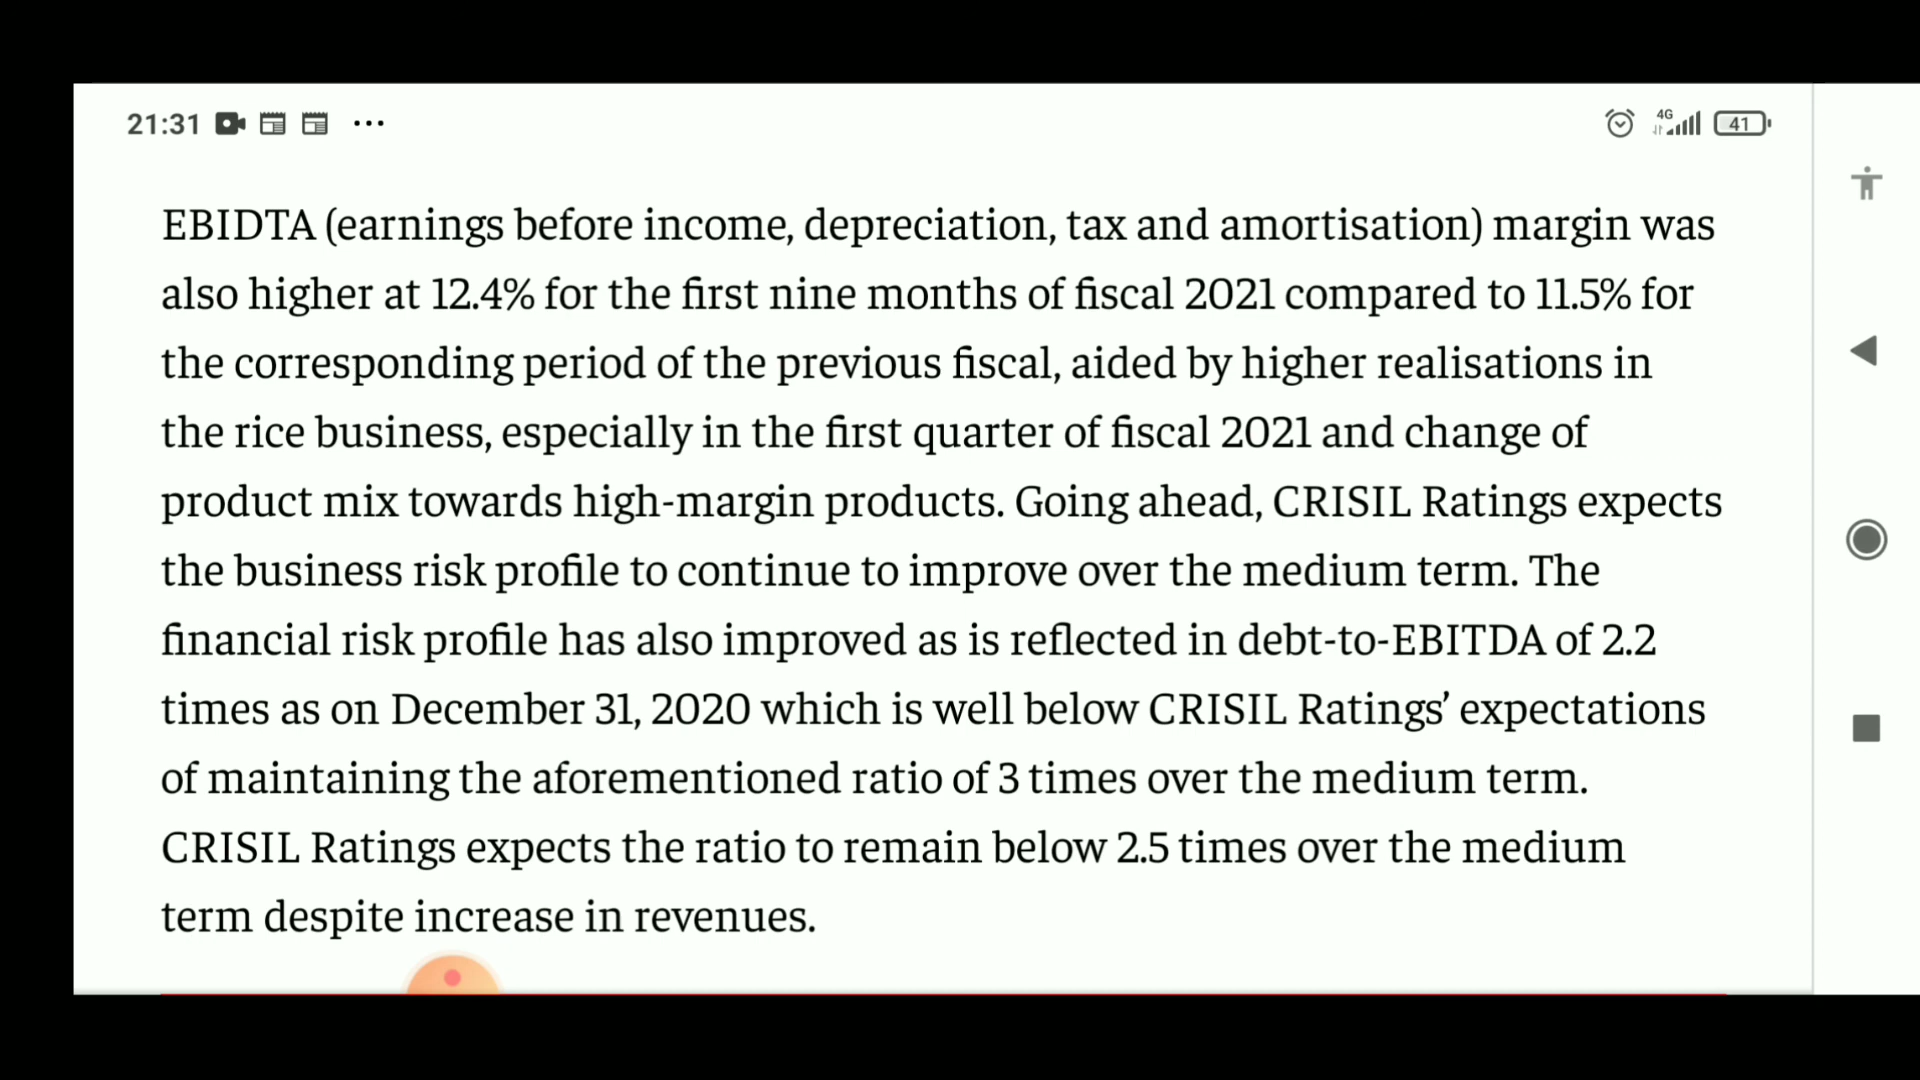 21:31
4G
41
EBIDTA (earnings before income, depreciation, tax and amortisation) margin was
also higher at 12.4% for the first nine months of fiscal 2021 compared to 11.5% for
the corresponding period of the previous fiscal, aided by higher realisations in
the rice business, especially in the first quarter of fiscal 2021 and change of
product mix towards high-margin products. Going ahead, CRISIL Ratings expects
the business risk profile to continue to improve over the medium term. The
financial risk profile has also improved as is reflected in debt-to-EBITDA of 2.2
times as on December 31, 2020 which is well below CRISIL Ratings’ expectations
of maintaining the aforementioned ratio of 3 times over the medium term.
CRISIL Ratings expects the ratio to remain below 2.5 times over the medium
term despite increase in revenues.